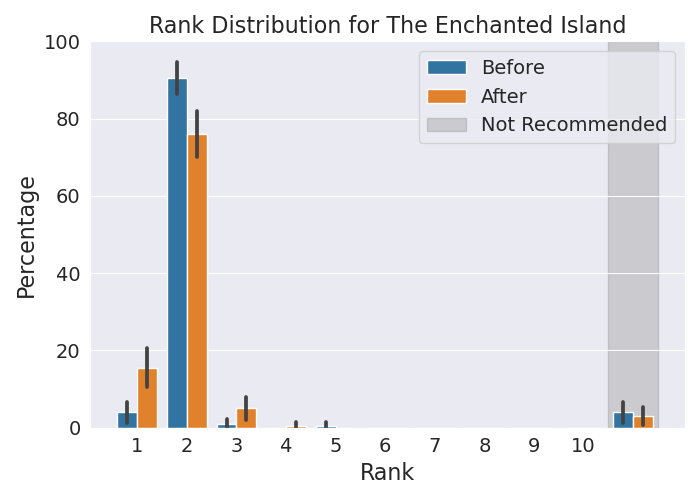 Rank Distribution for The Enchanted Island
100
80
60
40
20
0
Percentage
Before
After
Not Recommended
1 2 3 4 5 6 7 8 9 10
Rank